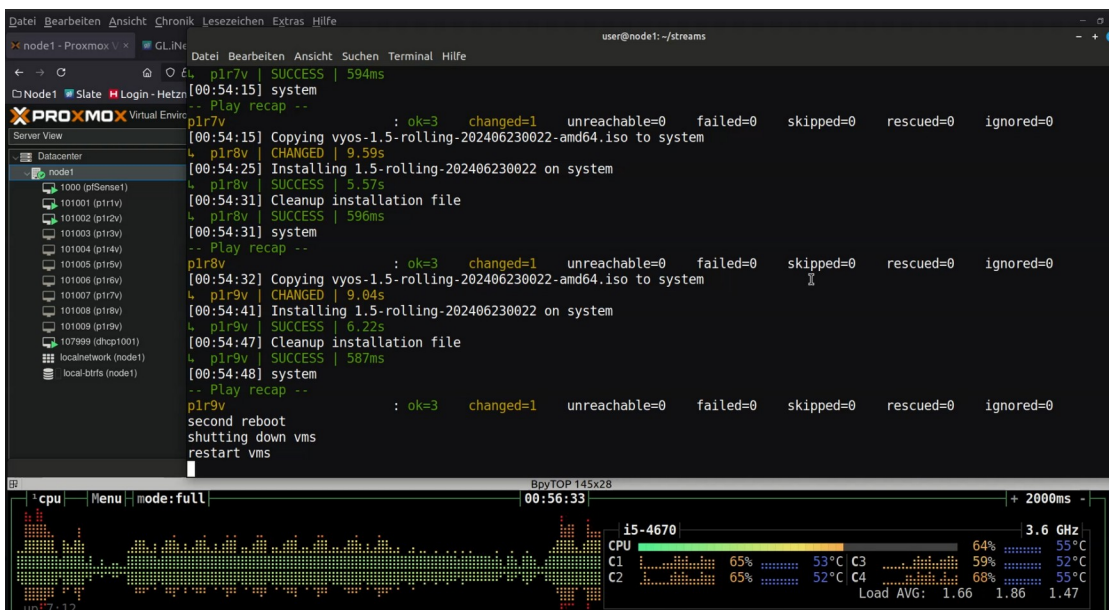 Datei Bearbeiten Ansicht Chronik Lesezeichen Extras Hilfe
user@node1: ~/streams
node1 - Proxmox V
GL.iNe
Datei Bearbeiten Ansicht Suchen Terminal Hilfe
Node1 Slate Login - Hetzn
PROXMOX Virtual Enviro
Server View
Datacenter
node1
1000 (pfSense1)
101001 (p1r1v)
101002 (p1r2v)
101003 (p1r3v)
101004 (p1r4v)
101005 (p1r5v)
101006 (p1r6v)
101007 (p1r7v)
101008 (p1r8v)
101009 (p1r9v)
107999 (dhcp1001)
localnetwork (node1)
local-btrfs (node1)
↳ p1r7v | SUCCESS | 594ms
[00:54:15] system
-- Play recap --
p1r7v : ok=3 changed=1 unreachable=0 failed=0 skipped=0 rescued=0 ignored=0
[00:54:15] Copying vyos-1.5-rolling-202406230022-amd64.iso to system
↳ p1r8v | CHANGED | 9.59s
[00:54:25] Installing 1.5-rolling-202406230022 on system
↳ p1r8v | SUCCESS | 5.57s
[00:54:31] Cleanup installation file
↳ p1r8v | SUCCESS | 596ms
[00:54:31] system
-- Play recap --
p1r8v : ok=3 changed=1 unreachable=0 failed=0 skipped=0 rescued=0 ignored=0
[00:54:32] Copying vyos-1.5-rolling-202406230022-amd64.iso to system
↳ p1r9v | CHANGED | 9.04s
[00:54:41] Installing 1.5-rolling-202406230022 on system
↳ p1r9v | SUCCESS | 6.22s
[00:54:47] Cleanup installation file
↳ p1r9v | SUCCESS | 587ms
[00:54:48] system
-- Play recap --
p1r9v : ok=3 changed=1 unreachable=0 failed=0 skipped=0 rescued=0 ignored=0
second reboot
shutting down vms
restart vms
BpyTOP 145x28
¹cpu Menu mode:full 00:56:33 + 2000ms -
i5-4670 3.6 GHz
CPU 64% 55°C
C1 65% 53°C C3 59% 52°C
C2 65% 52°C C4 68% 55°C
Load AVG: 1.66 1.86 1.47
up 7:12